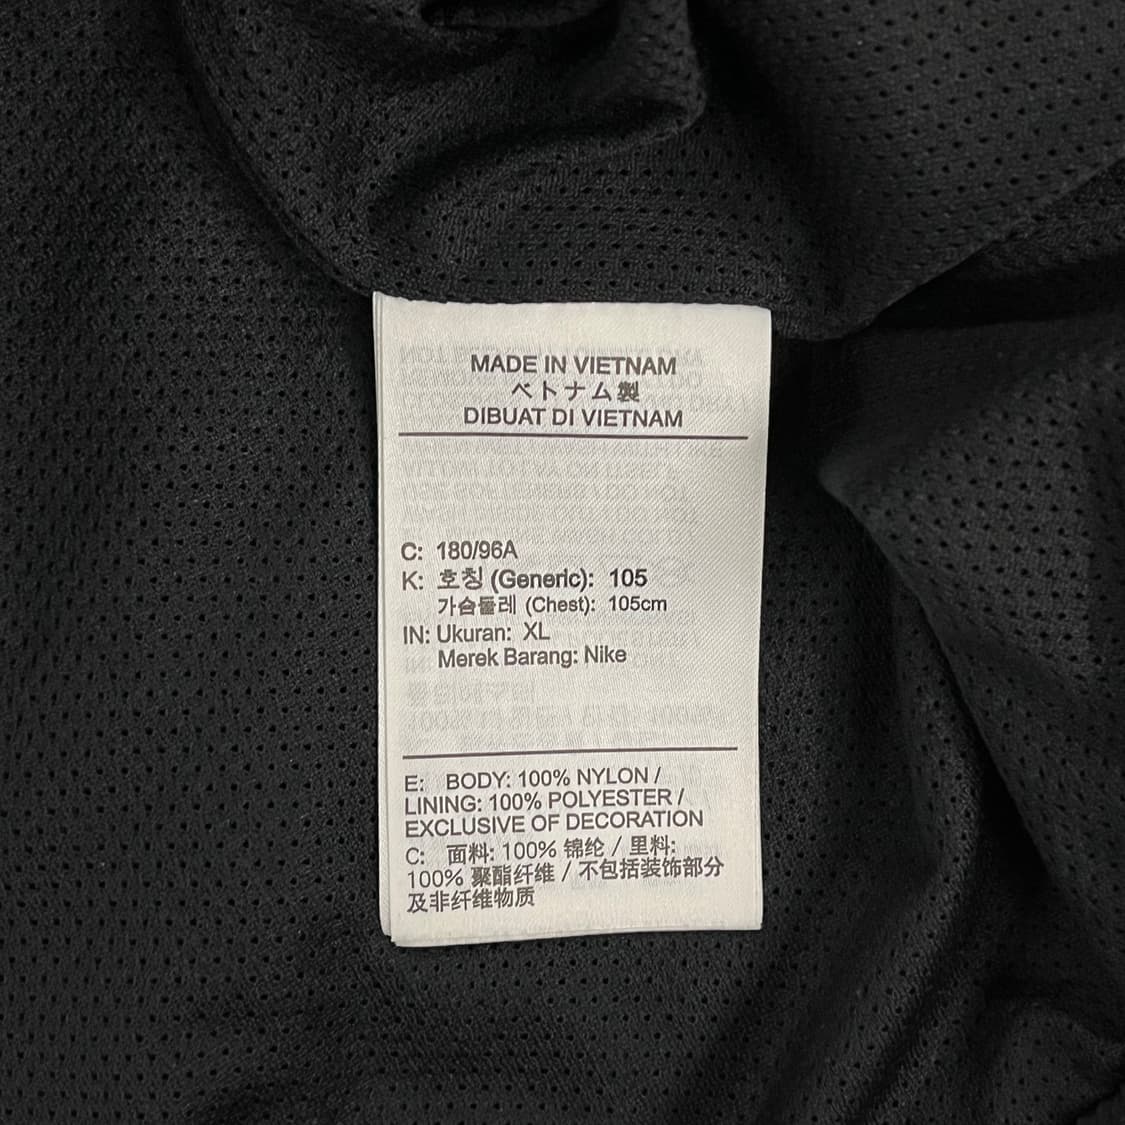 MADE IN VIETNAM
ベトナム製
DIBUAT DI VIETNAM
C: 180/96A
K: 호칭 (Generic): 105
가슴둘레 (Chest): 105cm
IN: Ukuran: XL
Merek Barang: Nike
E: BODY: 100% NYLON /
LINING: 100% POLYESTER /
EXCLUSIVE OF DECORATION
C: 面料: 100% 锦纶 / 里料:
100% 聚酯纤维 / 不包括装饰部分
及非纤维物质